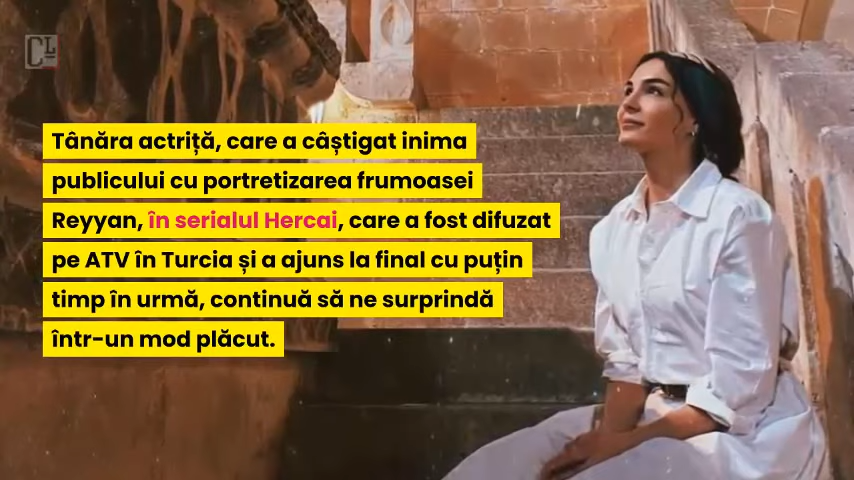 CL
Tânăra actriță, care a câștigat inima
publicului cu portretizarea frumoasei
Reyyan, în serialul Hercai, care a fost difuzat
pe ATV în Turcia și a ajuns la final cu puțin
timp în urmă, continuă să ne surprindă
într-un mod plăcut.